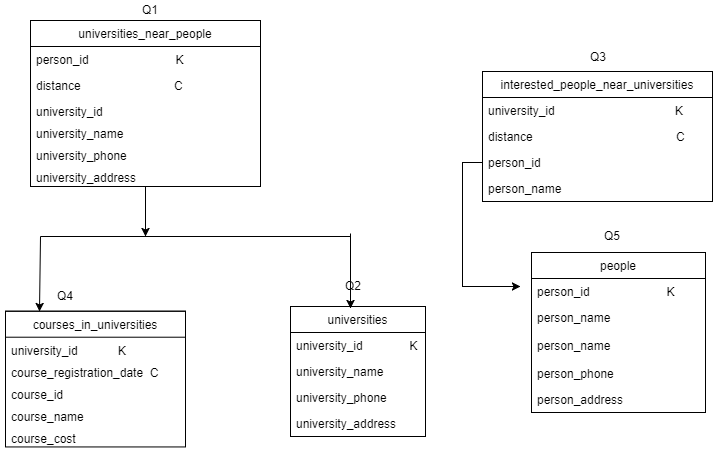 Q1
universities_near_people
person_id K
distance C
university_id
university_name
university_phone
university_address
Q3
interested_people_near_universities
university_id K
distance C
person_id
person_name
Q5
people
person_id K
person_name
person_name
person_phone
person_address
Q4
courses_in_universities
university_id K
course_registration_date C
course_id
course_name
course_cost
Q2
universities
university_id K
university_name
university_phone
university_address